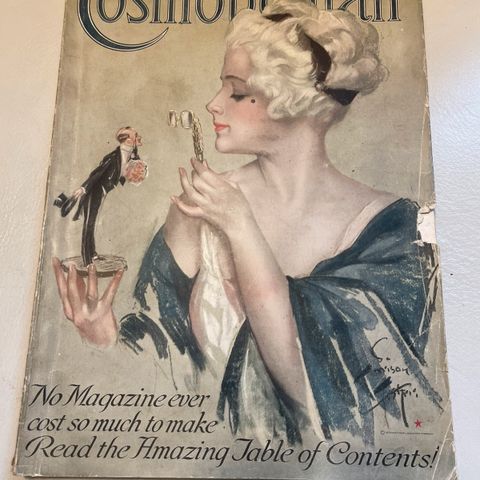 Cosmopolitan
No Magazine ever
cost so much to make
Read the Amazing Table of Contents!